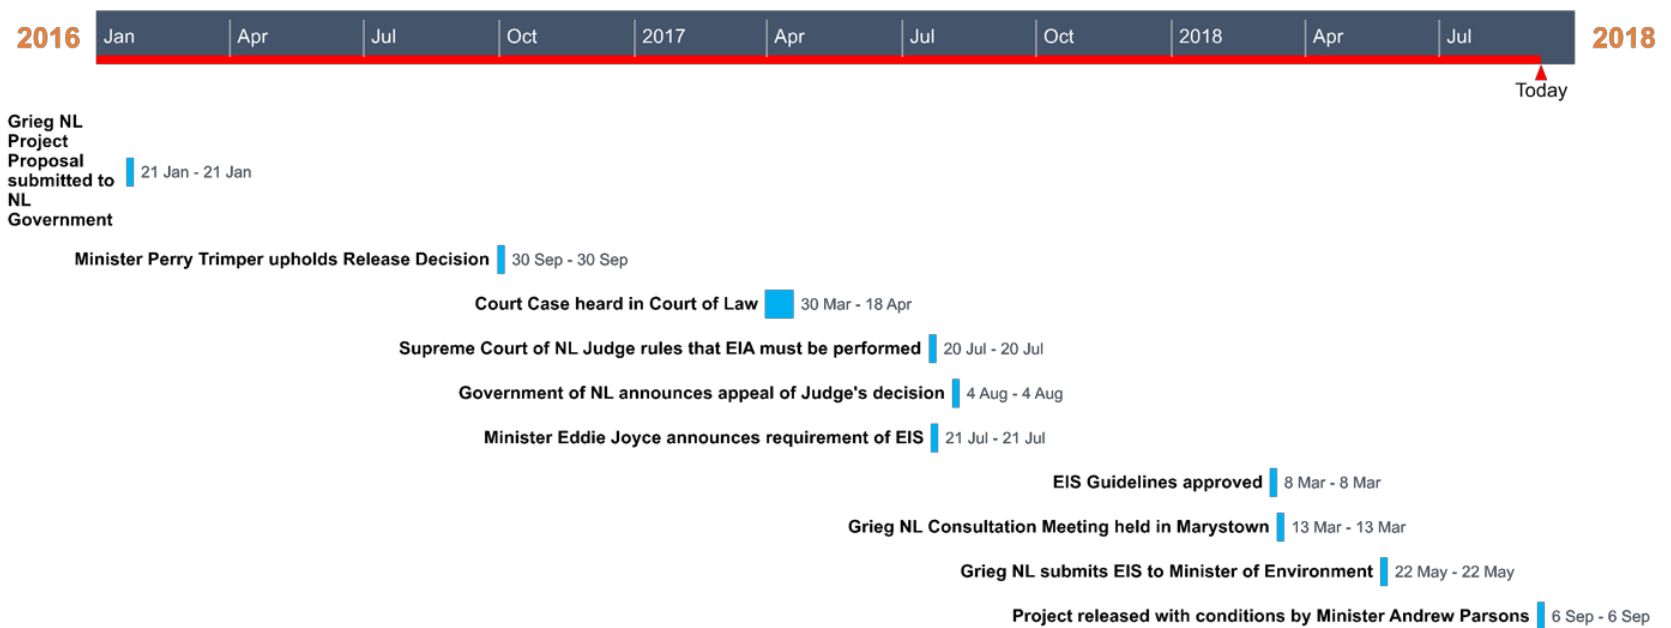 2016 Jan Apr Jul Oct 2017 Apr Jul Oct 2018 Apr Jul 2018
Today
Grieg NL
Project
Proposal
submitted to
NL
Government
21 Jan - 21 Jan
Minister Perry Trimper upholds Release Decision 30 Sep - 30 Sep
Court Case heard in Court of Law 30 Mar - 18 Apr
Supreme Court of NL Judge rules that EIA must be performed 20 Jul - 20 Jul
Government of NL announces appeal of Judge's decision 4 Aug - 4 Aug
Minister Eddie Joyce announces requirement of EIS 21 Jul - 21 Jul
EIS Guidelines approved 8 Mar - 8 Mar
Grieg NL Consultation Meeting held in Marystown 13 Mar - 13 Mar
Grieg NL submits EIS to Minister of Environment 22 May - 22 May
Project released with conditions by Minister Andrew Parsons 6 Sep - 6 Sep